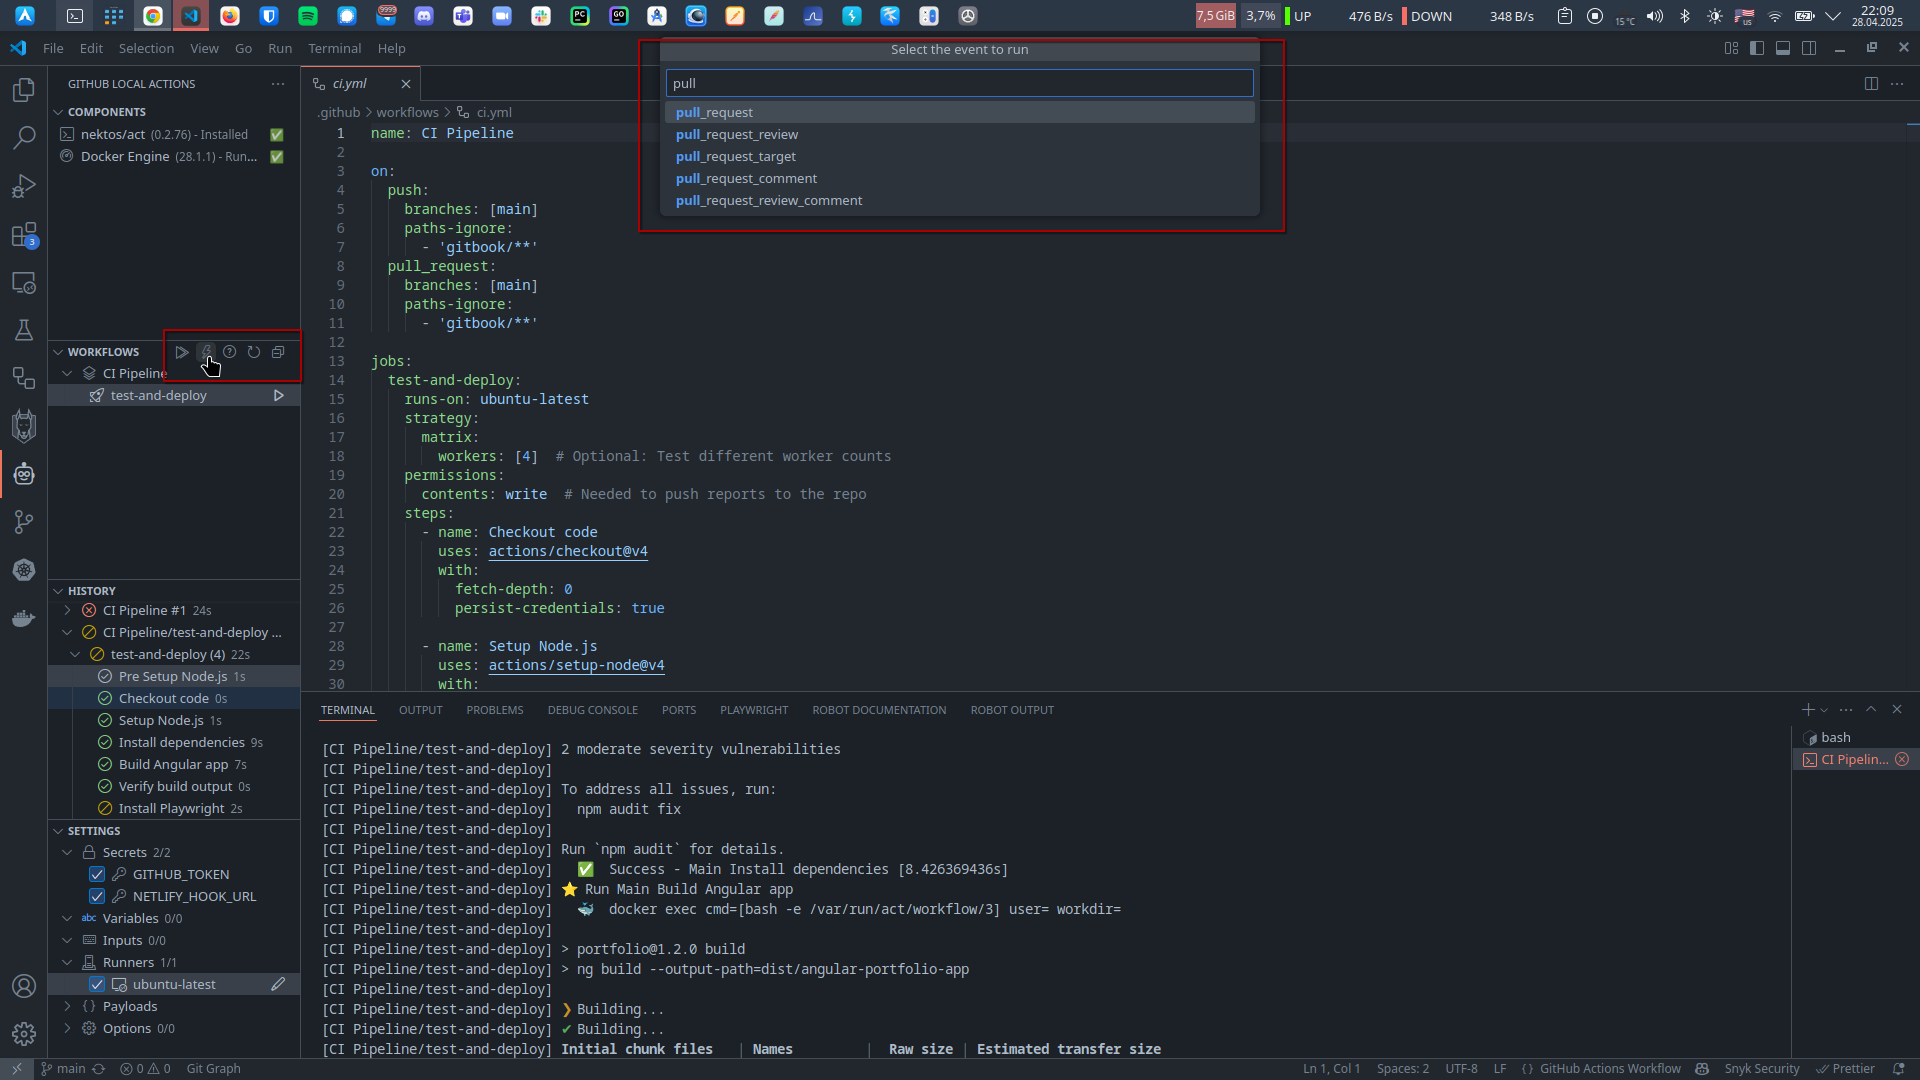 9999
7,5 GiB
3,7%
UP
476 B/s
DOWN
348 B/s
15°C
us
22:09
28.04.2025
File Edit Selection View Go Run Terminal Help
Select the event to run
pull
pull_request
pull_request_review
pull_request_target
pull_request_comment
pull_request_review_comment
GITHUB LOCAL ACTIONS
COMPONENTS
nektos/act (0.2.76) - Installed
Docker Engine (28.1.1) - Run...
3
WORKFLOWS
CI Pipeline
test-and-deploy
HISTORY
CI Pipeline #1 24s
CI Pipeline/test-and-deploy ...
test-and-deploy (4) 22s
Pre Setup Node.js 1s
Checkout code 0s
Setup Node.js 1s
Install dependencies 9s
Build Angular app 7s
Verify build output 0s
Install Playwright 2s
SETTINGS
Secrets 2/2
GITHUB_TOKEN
NETLIFY_HOOK_URL
abc Variables 0/0
Inputs 0/0
Runners 1/1
ubuntu-latest
Payloads
Options 0/0
ci.yml
.github > workflows > ci.yml
1 name: CI Pipeline
2
3 on:
4 push:
5 branches: [main]
6 paths-ignore:
7 - 'gitbook/**'
8 pull_request:
9 branches: [main]
10 paths-ignore:
11 - 'gitbook/**'
12
13 jobs:
14 test-and-deploy:
15 runs-on: ubuntu-latest
16 strategy:
17 matrix:
18 workers: [4] # Optional: Test different worker counts
19 permissions:
20 contents: write # Needed to push reports to the repo
21 steps:
22 - name: Checkout code
23 uses: actions/checkout@v4
24 with:
25 fetch-depth: 0
26 persist-credentials: true
27
28 - name: Setup Node.js
29 uses: actions/setup-node@v4
30 with:
TERMINAL OUTPUT PROBLEMS DEBUG CONSOLE PORTS PLAYWRIGHT ROBOT DOCUMENTATION ROBOT OUTPUT
[CI Pipeline/test-and-deploy] 2 moderate severity vulnerabilities
[CI Pipeline/test-and-deploy]
[CI Pipeline/test-and-deploy] To address all issues, run:
[CI Pipeline/test-and-deploy] npm audit fix
[CI Pipeline/test-and-deploy]
[CI Pipeline/test-and-deploy] Run `npm audit` for details.
[CI Pipeline/test-and-deploy] ✅ Success - Main Install dependencies [8.426369436s]
[CI Pipeline/test-and-deploy] ⭐ Run Main Build Angular app
[CI Pipeline/test-and-deploy] 🐳 docker exec cmd=[bash -e /var/run/act/workflow/3] user= workdir=
[CI Pipeline/test-and-deploy]
[CI Pipeline/test-and-deploy] > portfolio@1.2.0 build
[CI Pipeline/test-and-deploy] > ng build --output-path=dist/angular-portfolio-app
[CI Pipeline/test-and-deploy]
[CI Pipeline/test-and-deploy] ❯ Building...
[CI Pipeline/test-and-deploy] ✔ Building...
[CI Pipeline/test-and-deploy] Initial chunk files | Names | Raw size | Estimated transfer size
bash
CI Pipelin...
main 0 0 Git Graph
Ln 1, Col 1 Spaces: 2 UTF-8 LF {} GitHub Actions Workflow Snyk Security Prettier